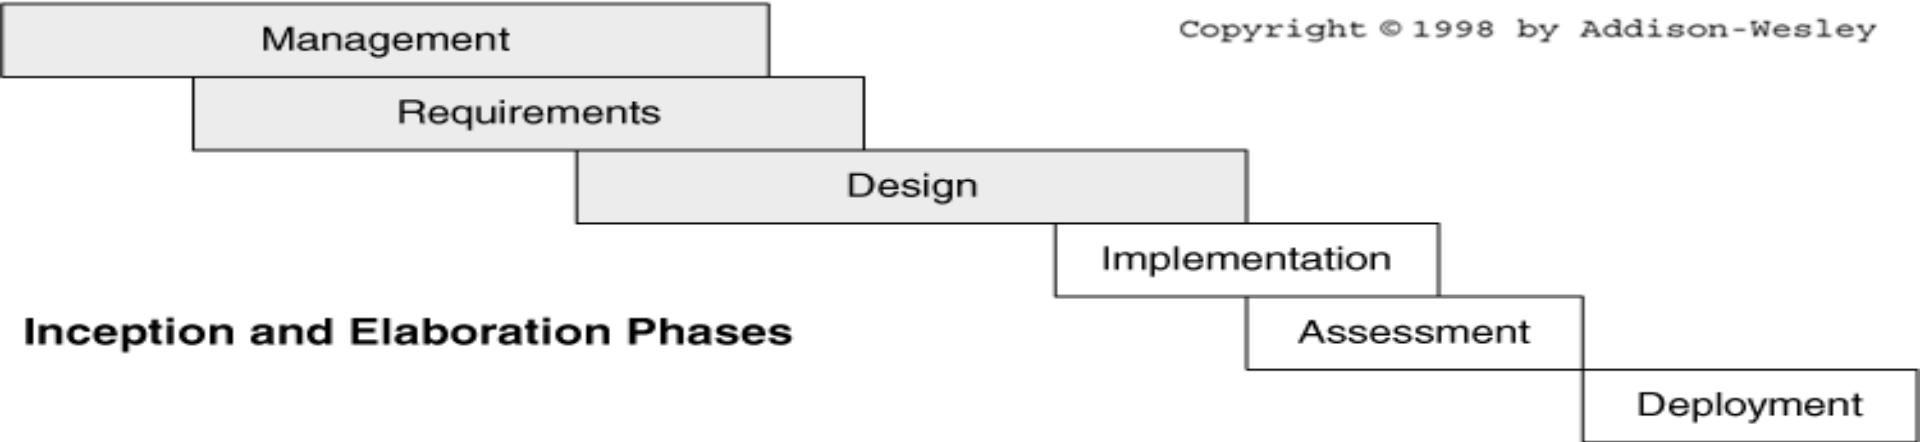 Management
Copyright © 1998 by Addison-Wesley
Requirements
Design
Implementation
Inception and Elaboration Phases
Assessment
Deployment